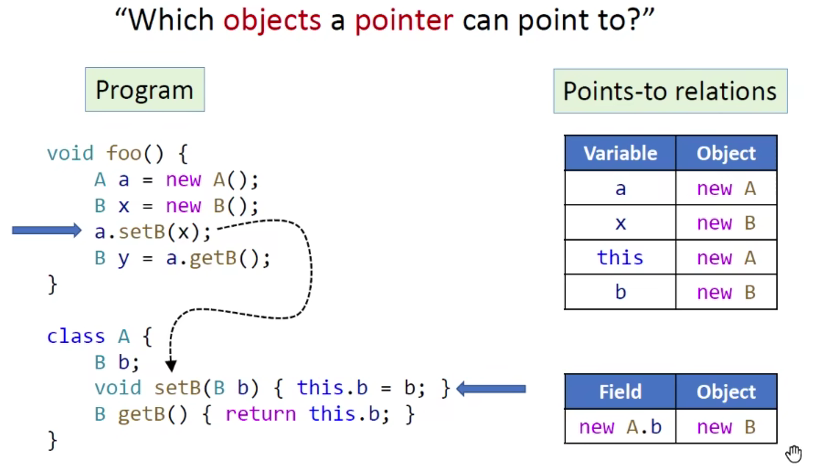 “Which objects a pointer can point to?”
Program
void foo() {
A a = new A();
B x = new B();
a.setB(x);
B y = a.getB();
}
class A {
B b;
void setB(B b) { this.b = b; }
B getB() { return this.b; }
}
Points-to relations
Variable Object
a new A
x new B
this new A
b new B
Field Object
new A.b new B